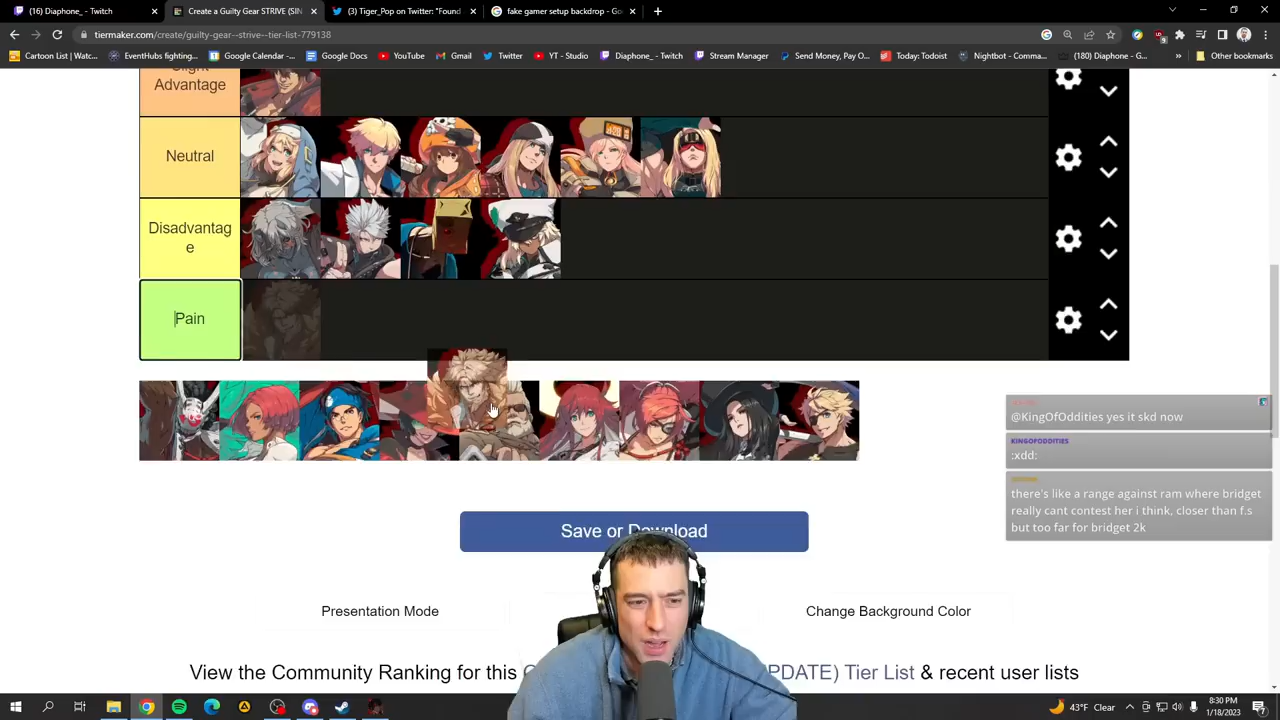 (16) Diaphone_ - Twitch
Create a Guilty Gear STRIVE (SIN
(3) Tiger_Pop on Twitter: "Found
fake gamer setup backdrop - Goo
tiermaker.com/create/guilty-gear--strive--tier-list-779138
Cartoon List | Watc...
EventHubs fighting...
Google Calendar -...
Google Docs
YouTube
Gmail
Twitter
YT - Studio
Diaphone_ - Twitch
Stream Manager
Send Money, Pay O...
Today: Todoist
Nightbot - Comma...
(180) Diaphone - G...
Other bookmarks
Advantage
Neutral
Disadvantag
e
Pain
@KingOfOddities yes it skd now
KINGOFODDITIES
:xdd:
there's like a range against ram where bridget
really cant contest her i think, closer than f.s
but too far for bridget 2k
Save or Download
Presentation Mode
Change Background Color
View the Community Ranking for this
PDATE) Tier List & recent user lists
43°F Clear
8:30 PM
1/18/2023